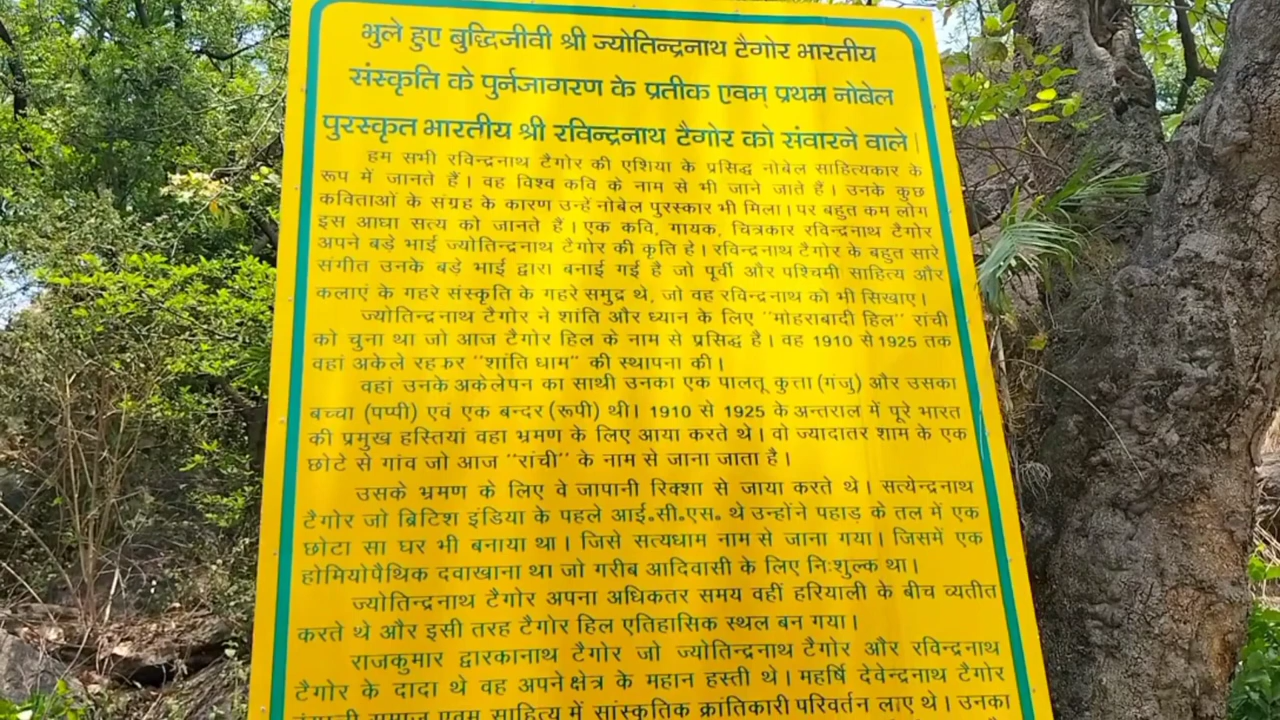 भुले हुए बुद्धिजीवी श्री ज्योतिन्द्रनाथ टैगोर भारतीय
संस्कृति के पुर्नजागरण के प्रतीक एवम् प्रथम नोबेल
पुरस्कृत भारतीय श्री रविन्द्रनाथ टैगोर को संवारने वाले |
हम सभी रविन्द्रनाथ टैगोर की एशिया के प्रसिद्ध नोबेल साहित्यकार के
रूप में जानते हैं। वह विश्व कवि के नाम से भी जाने जाते हैं। उनके कुछ
कविताओं के संग्रह के कारण उन्हें नोबेल पुरस्कार भी मिला। पर बहुत कम लोग
इस आधा सत्य को जानते हैं। एक कवि, गायक, चित्रकार रविन्द्रनाथ टैगोर
अपने बड़े भाई ज्योतिन्द्रनाथ टैगोर की कृति हे। रविन्द्रनाथ टैगोर के बहुत सारे
संगीत उनके बड़े भाई द्वारा बनाई गई है जो पूर्वी और पश्चिमी साहित्य और
कलाएं के गहरे संस्कृति के गहरे समुद्र थे, जो वह रविन्द्रनाथ को भी सिखाए।
ज्योतिन्द्रनाथ टैगोर ने शांति और ध्यान के लिए "मोहराबादी हिल" रांची
को चुना था जो आज टैगोर हिल के नाम से प्रसिद्ध है। वह 1910 से 1925 तक
वहां अकेले रहकर "शांति धाम" की स्थापना की।
वहां उनके अकेलेपन का साथी उनका एक पालतू कुत्ता (गंजु) और उसका
बच्चा (पप्पी) एवं एक बन्दर (रूपी) थी। 1910 से 1925 के अन्तराल में पूरे भारत
की प्रमुख हस्तियां वहा भ्रमण के लिए आया करते थे। वो ज्यादातर शाम के एक
छोटे से गांव जो आज "रांची" के नाम से जाना जाता है।
उसके भ्रमण के लिए वे जापानी रिक्शा से जाया करते थे। सत्येन्द्रनाथ
टैगोर जो ब्रिटिश इंडिया के पहले आई०सी०एस० थे उन्होंने पहाड़ के तल में एक
छोटा सा घर भी बनाया था। जिसे सत्यधाम नाम से जाना गया। जिसमें एक
होमियोपैथिक दवाखाना था जो गरीब आदिवासी के लिए निःशुल्क था।
ज्योतिन्द्रनाथ टैगोर अपना अधिकतर समय वहीं हरियाली के बीच व्यतीत
करते थे और इसी तरह टैगोर हिल एतिहासिक स्थल बन गया।
राजकुमार द्वारकानाथ टैगोर जो ज्योतिन्द्रनाथ टैगोर और रविन्द्रनाथ
टैगोर के दादा थे वह अपने क्षेत्र के महान हस्ती थे। महर्षि देवेन्द्रनाथ टैगोर
समाज एवम साहित्य में सांस्कृतिक क्रांतिकारी परिवर्तन लाए थे। उनका